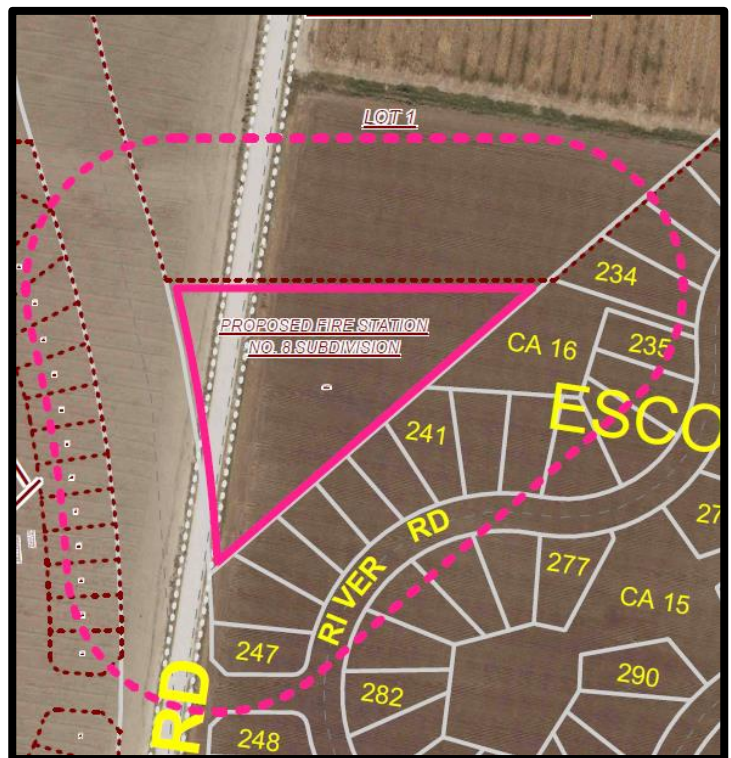 LOT 1
234
PROPOSED FIRE STATION
NO. 8 SUBDIVISION
CA 16
235
ESCO
241
RIVER RD
27
277
CA 15
247
290
282
RD
248